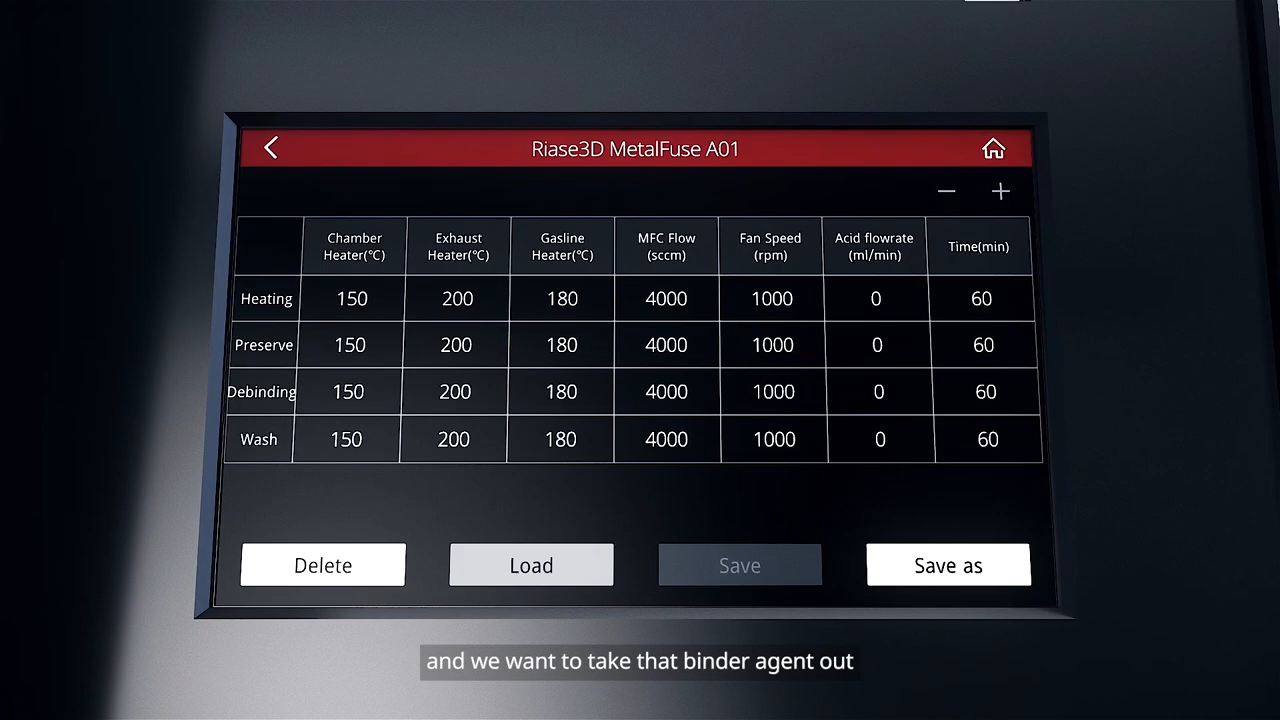 Riase3D MetalFuse A01
Chamber Heater(℃) Exhaust Heater(℃) Gasline Heater(℃) MFC Flow (sccm) Fan Speed (rpm) Acid flowrate (ml/min) Time(min)
Heating 150 200 180 4000 1000 0 60
Preserve 150 200 180 4000 1000 0 60
Debinding 150 200 180 4000 1000 0 60
Wash 150 200 180 4000 1000 0 60
Delete Load Save Save as
and we want to take that binder agent out